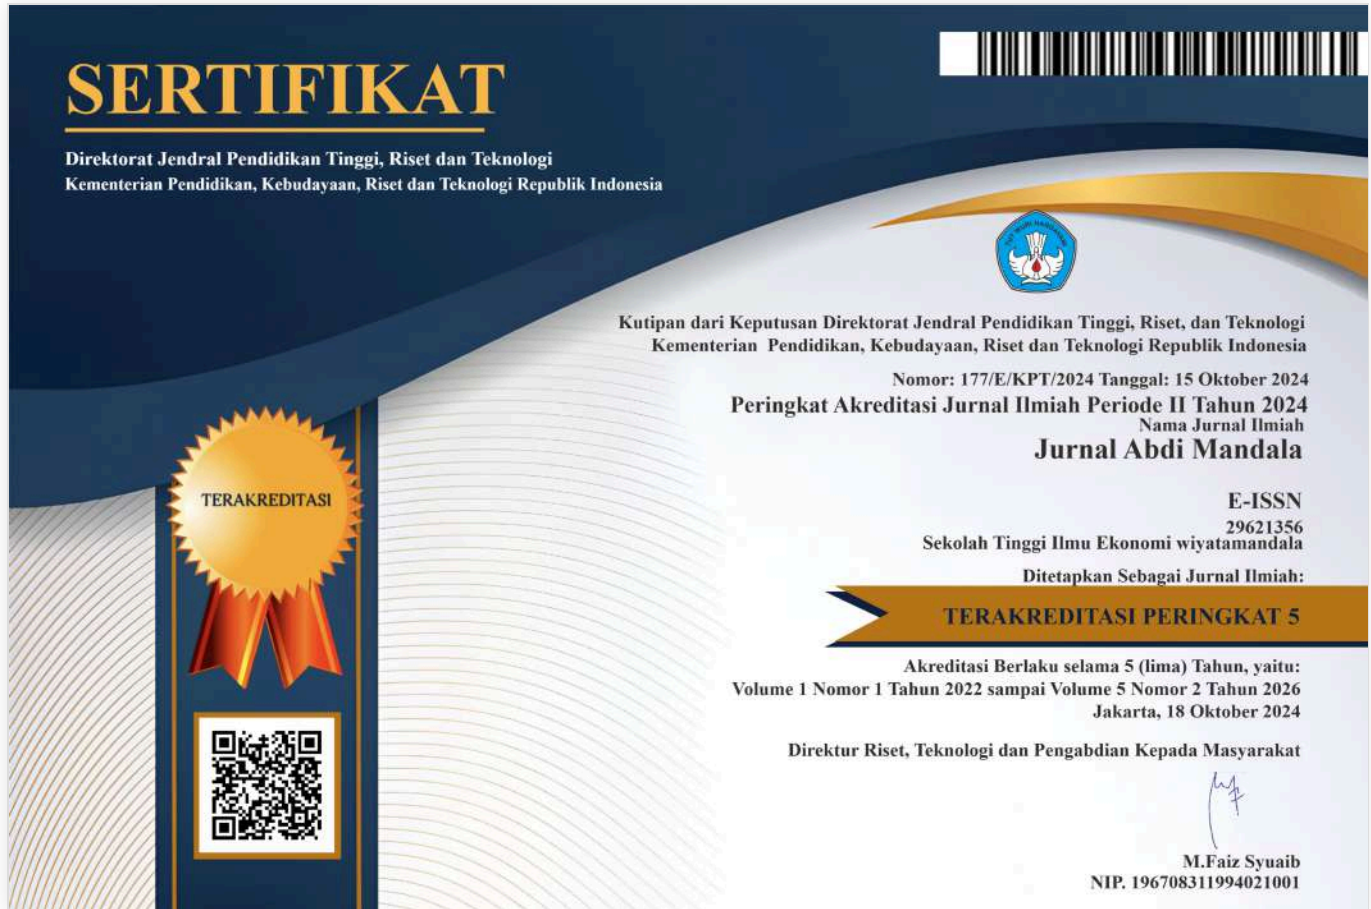 SERTIFIKAT
Direktorat Jendral Pendidikan Tinggi, Riset dan Teknologi
Kementerian Pendidikan, Kebudayaan, Riset dan Teknologi Republik Indonesia
TUT WURI HANDAYANI
Kutipan dari Keputusan Direktorat Jendral Pendidikan Tinggi, Riset, dan Teknologi
Kementerian Pendidikan, Kebudayaan, Riset dan Teknologi Republik Indonesia
Nomor: 177/E/KPT/2024 Tanggal: 15 Oktober 2024
Peringkat Akreditasi Jurnal Ilmiah Periode II Tahun 2024
Nama Jurnal Ilmiah
Jurnal Abdi Mandala
E-ISSN
29621356
Sekolah Tinggi Ilmu Ekonomi wiyatamandala
Ditetapkan Sebagai Jurnal Ilmiah:
TERAKREDITASI PERINGKAT 5
Akreditasi Berlaku selama 5 (lima) Tahun, yaitu:
Volume 1 Nomor 1 Tahun 2022 sampai Volume 5 Nomor 2 Tahun 2026
Jakarta, 18 Oktober 2024
Direktur Riset, Teknologi dan Pengabdian Kepada Masyarakat
M.Faiz Syuaib
NIP. 196708311994021001
TERAKREDITASI